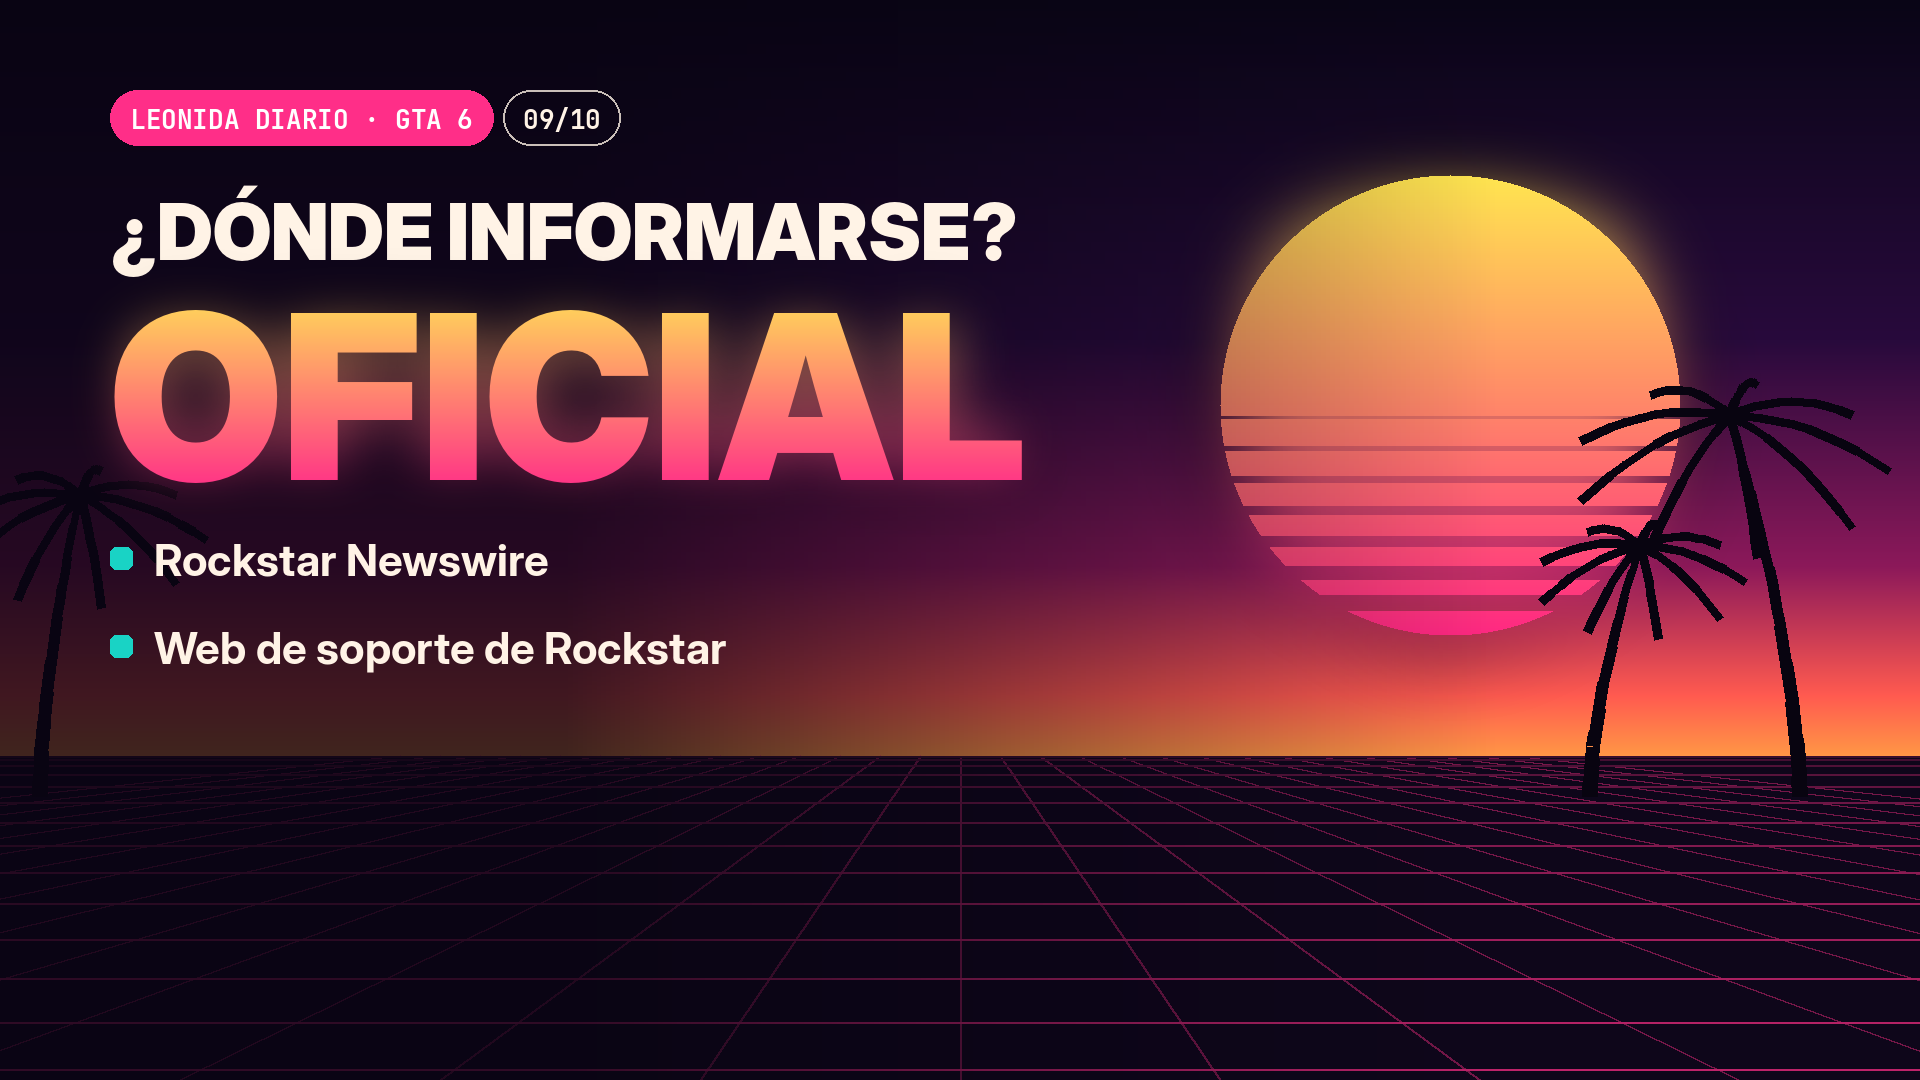 LEONIDA DIARIO · GTA 6
09/10
¿DÓNDE INFORMARSE?
OFICIAL
Rockstar Newswire
Web de soporte de Rockstar